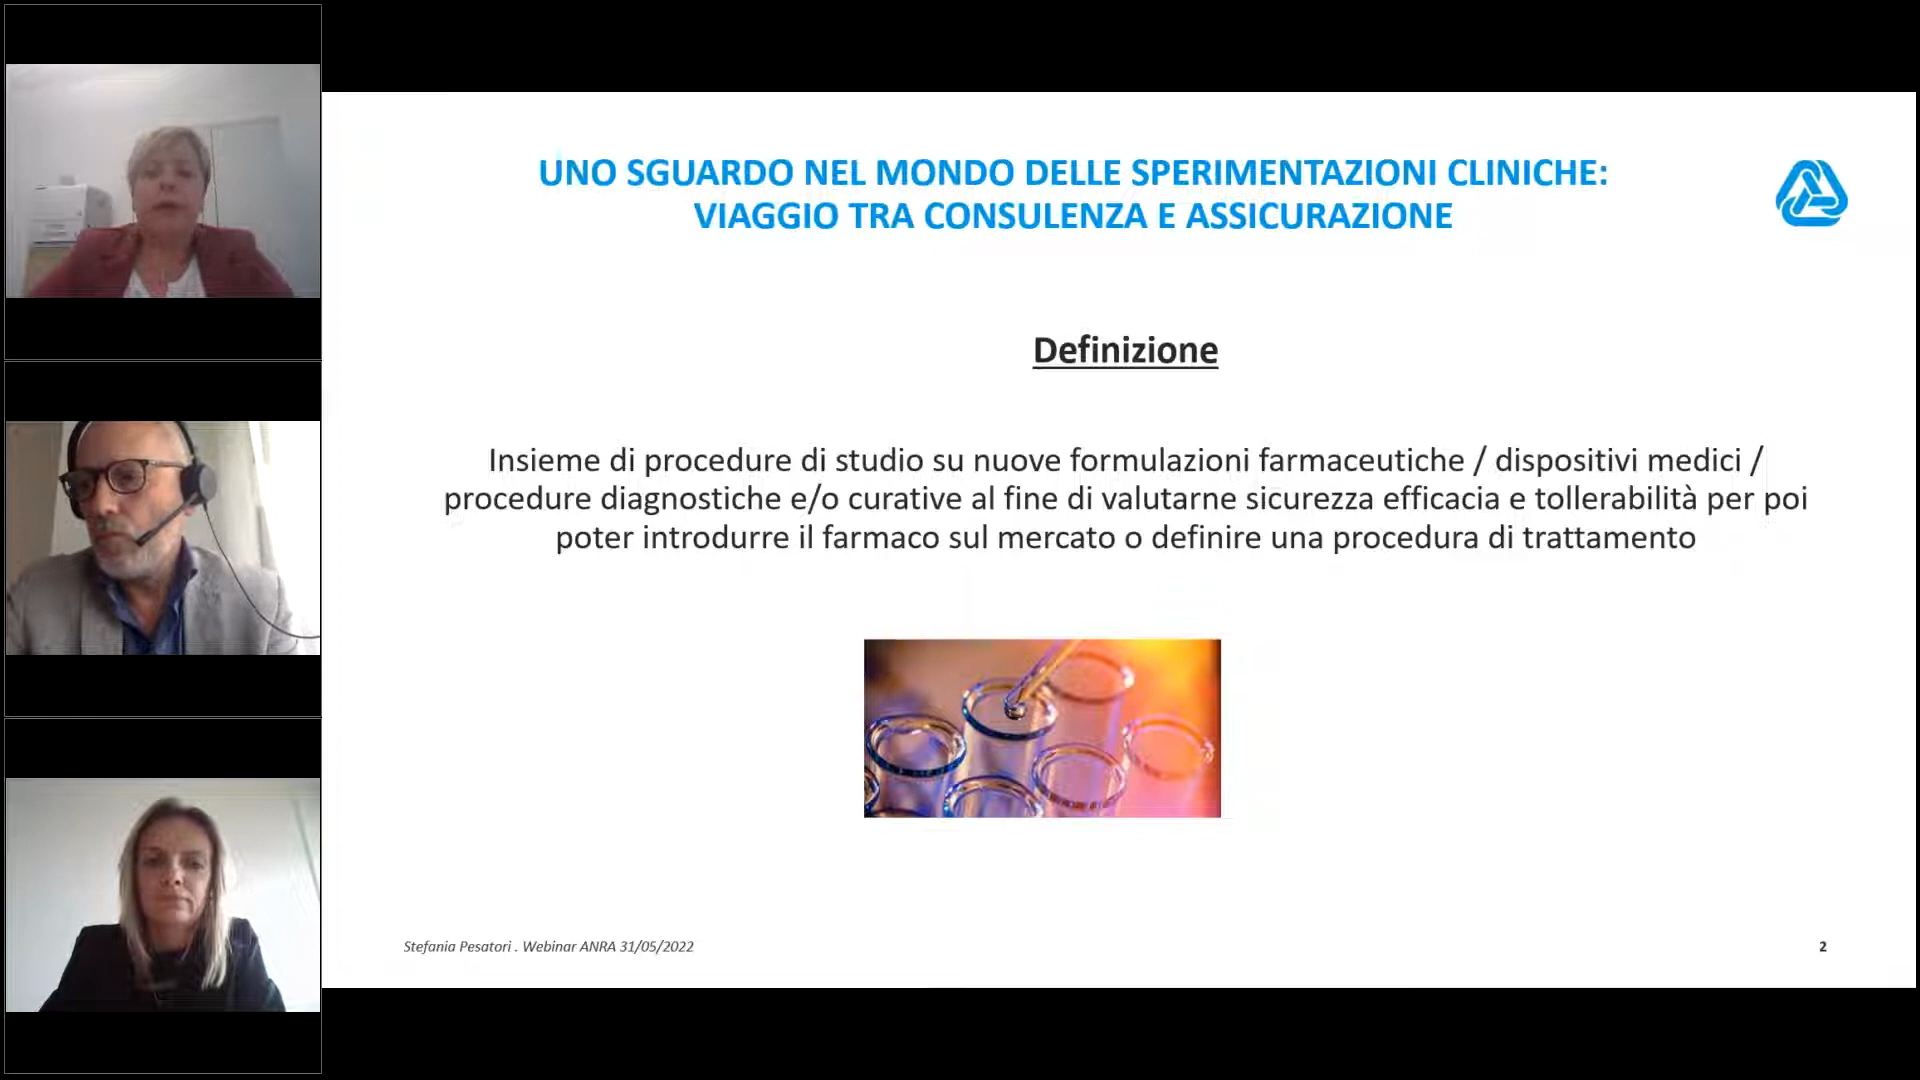 UNO SGUARDO NEL MONDO DELLE SPERIMENTAZIONI CLINICHE:
VIAGGIO TRA CONSULENZA E ASSICURAZIONE
Definizione
Insieme di procedure di studio su nuove formulazioni farmaceutiche / dispositivi medici /
procedure diagnostiche e/o curative al fine di valutarne sicurezza efficacia e tollerabilità per poi
poter introdurre il farmaco sul mercato o definire una procedura di trattamento
Stefania Pesatori . Webinar ANRA 31/05/2022
2